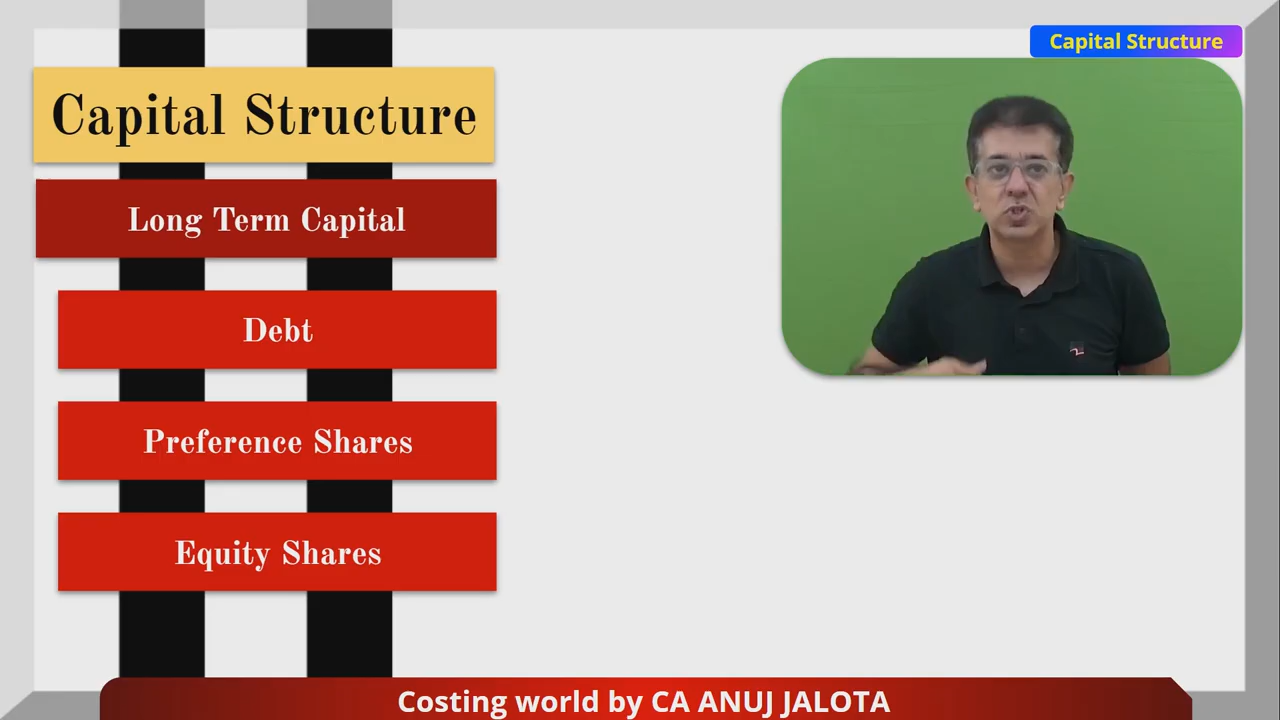 Capital Structure
Capital Structure
Long Term Capital
Debt
Preference Shares
Equity Shares
Costing world by CA ANUJ JALOTA